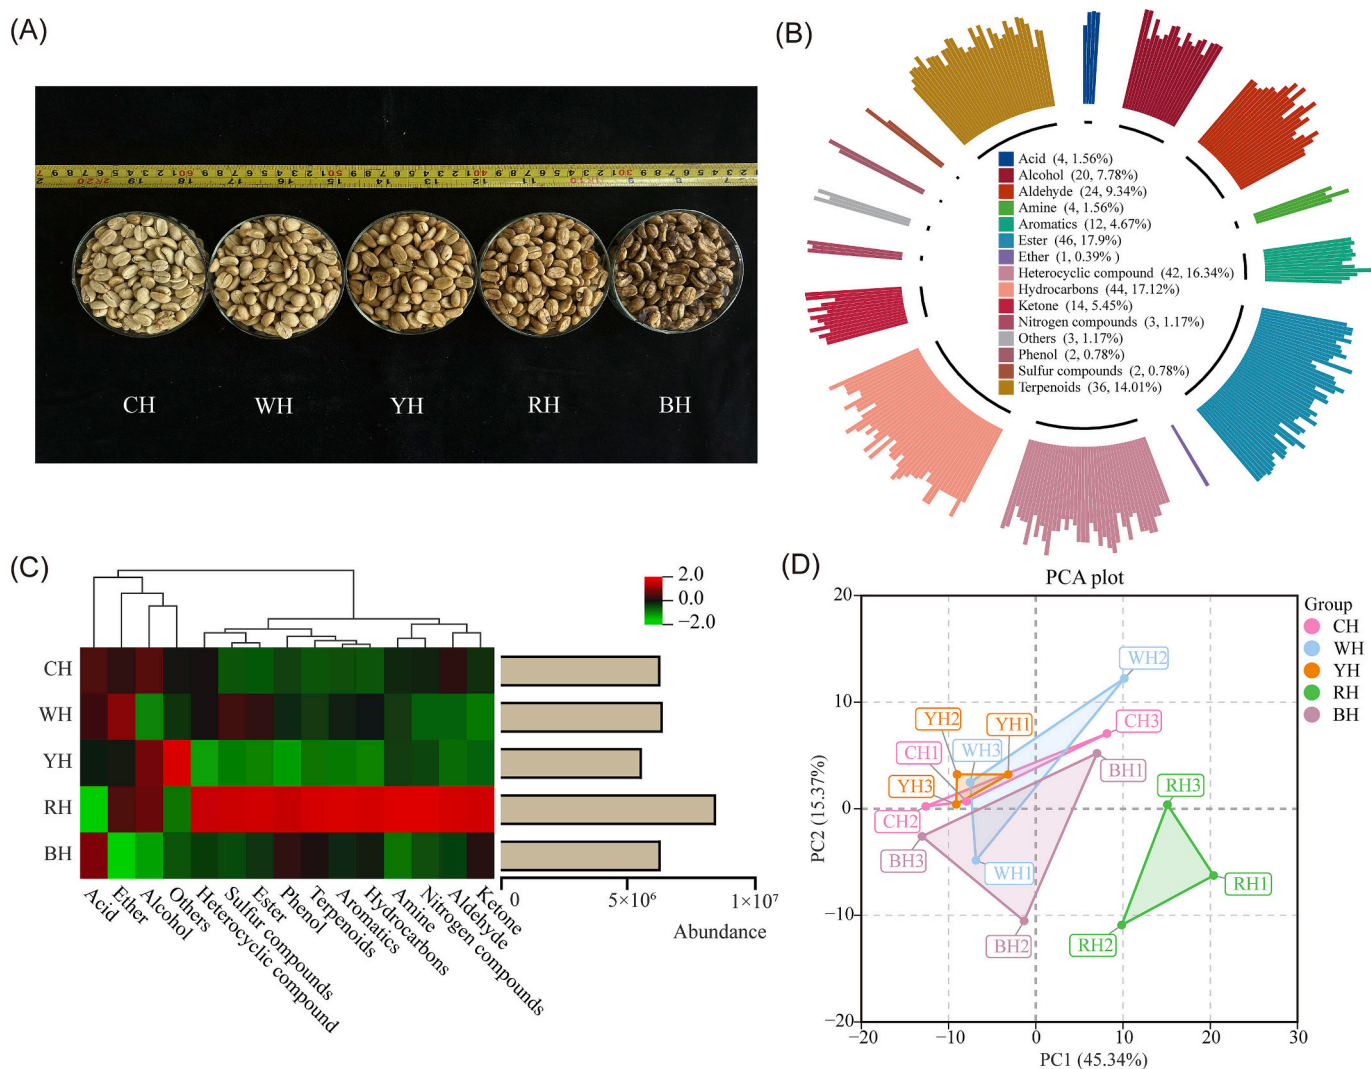 (A)
CH
WH
YH
RH
BH
(B)
Acid (4, 1.56%)
Alcohol (20, 7.78%)
Aldehyde (24, 9.34%)
Amine (4, 1.56%)
Aromatics (12, 4.67%)
Ester (46, 17.9%)
Ether (1, 0.39% )
Heterocyclic compound (42, 16.34%)
Hydrocarbons (44, 17.12%)
Ketone (14, 5.45%)
Nitrogen compounds (3, 1.17%)
Others (3, 1.17%)
Phenol (2, 0.78%)
Sulfur compounds (2, 0.78%)
Terpenoids (36, 14.01%)
(C)
2.0
0.0
−2.0
CH
WH
YH
RH
BH
Acid
Ether
Alcohol
Others
Heterocyclic compound
Sulfur compounds
Ester
Phenol
Terpenoids
Aromatics
Hydrocarbons
Amine
Nitrogen compounds
Aldehyde
Ketone
0
5×10⁶
1×10⁷
Abundance
(D)
PCA plot
20
10
0
−10
−20
PC2 (15.37%)
−20
−10
0
10
20
30
PC1 (45.34%)
WH2
CH3
YH2
YH1
CH1
WH3
YH3
CH2
BH3
WH1
BH2
BH1
RH3
RH1
RH2
Group
CH
WH
YH
RH
BH